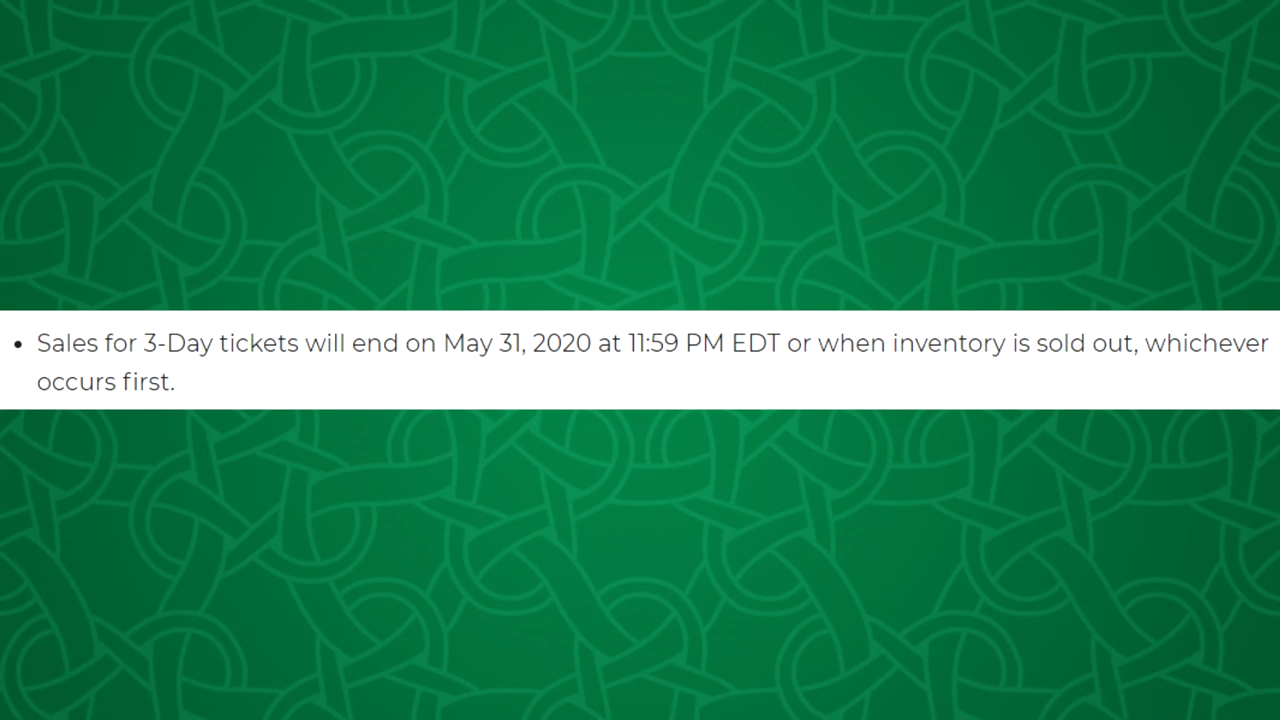 • Sales for 3-Day tickets will end on May 31, 2020 at 11:59 PM EDT or when inventory is sold out, whichever
occurs first.